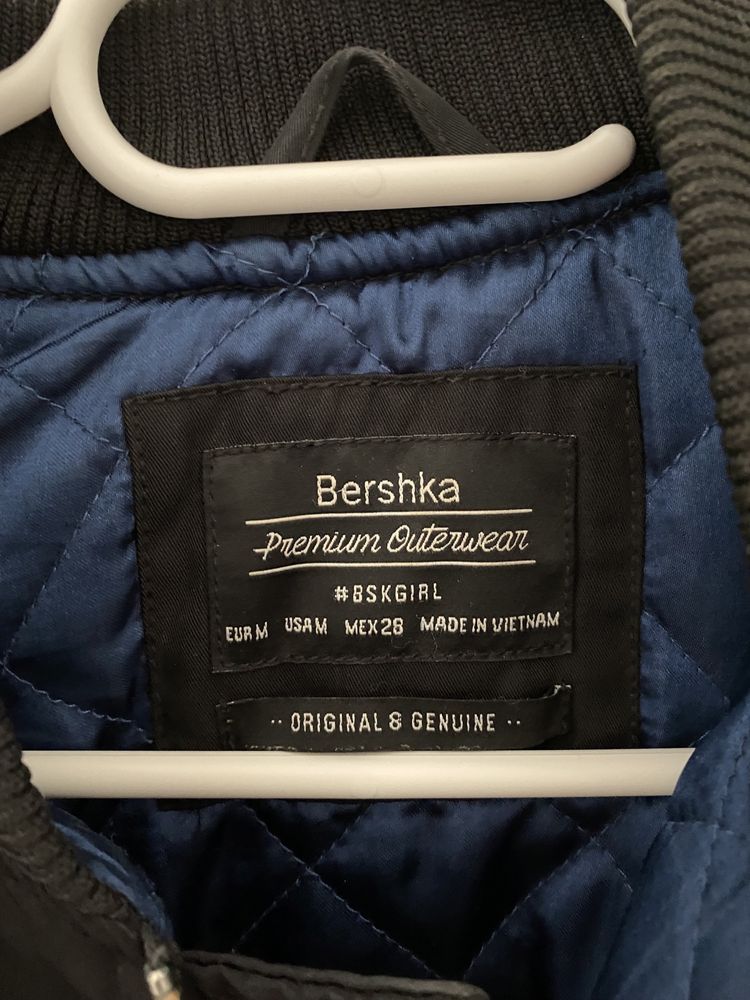 Bershka
Premium Outerwear
#BSKGIRL
EUR M USA M MEX 28 MADE IN VIETNAM
·· ORIGINAL & GENUINE ··